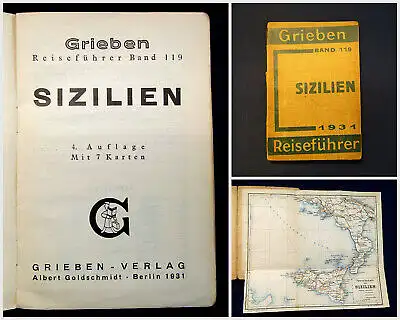 Grieben
Reiseführer Band 119
SIZILIEN
4. Auflage
Mit 7 Karten
G
GRIEBEN - VERLAG
Albert Goldschmidt - Berlin 1931
Grieben
BAND 119
SIZILIEN
1931
Reiseführer
SIZILIEN